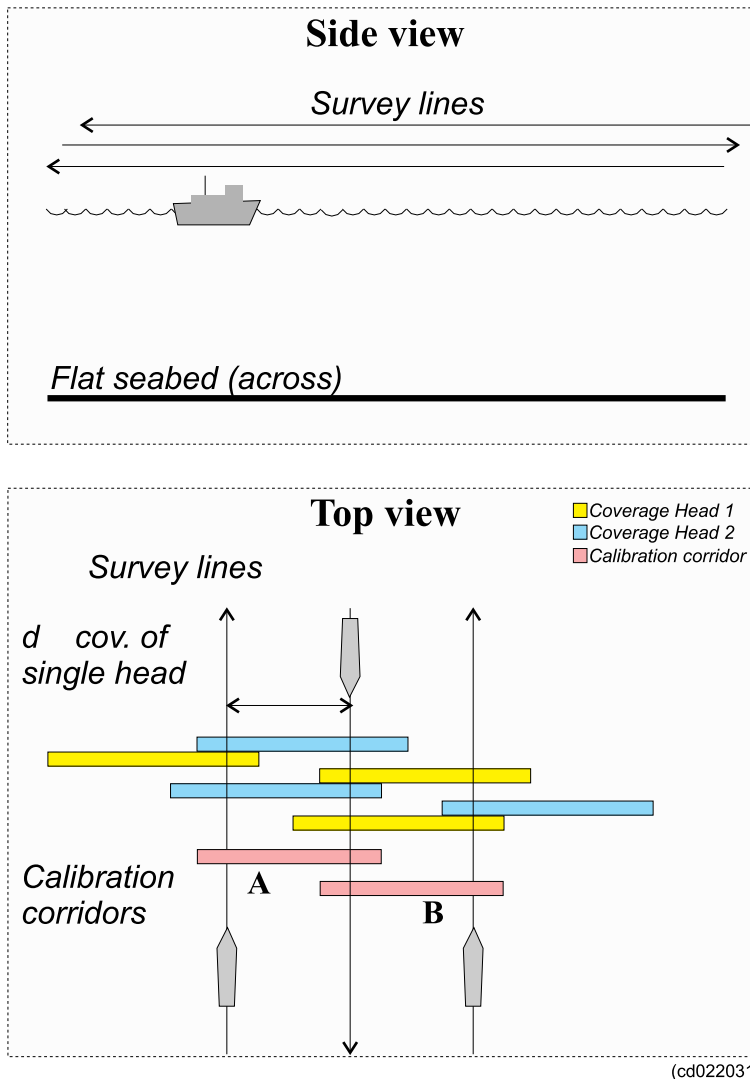 Side view
Survey lines
Flat seabed (across)
Top view
Coverage Head 1
Coverage Head 2
Calibration corridor
Survey lines
d cov. of
single head
Calibration
corridors
A
B
(cd022031